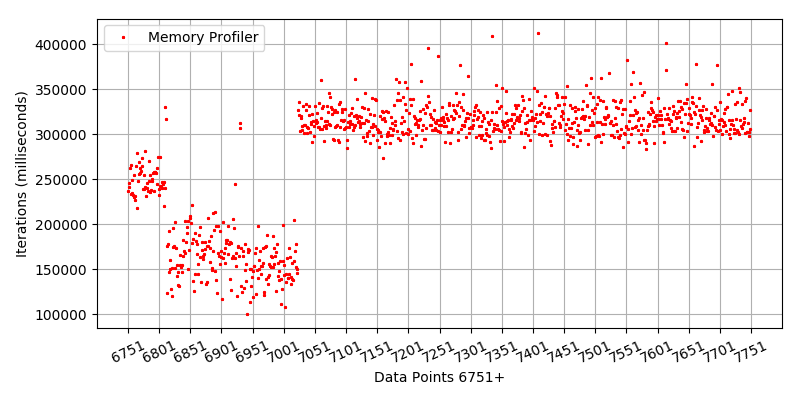 Memory Profiler
Iterations (milliseconds)
400000
350000
300000
250000
200000
150000
100000
6751 6801 6851 6901 6951 7001 7051 7101 7151 7201 7251 7301 7351 7401 7451 7501 7551 7601 7651 7701 7751
Data Points 6751+